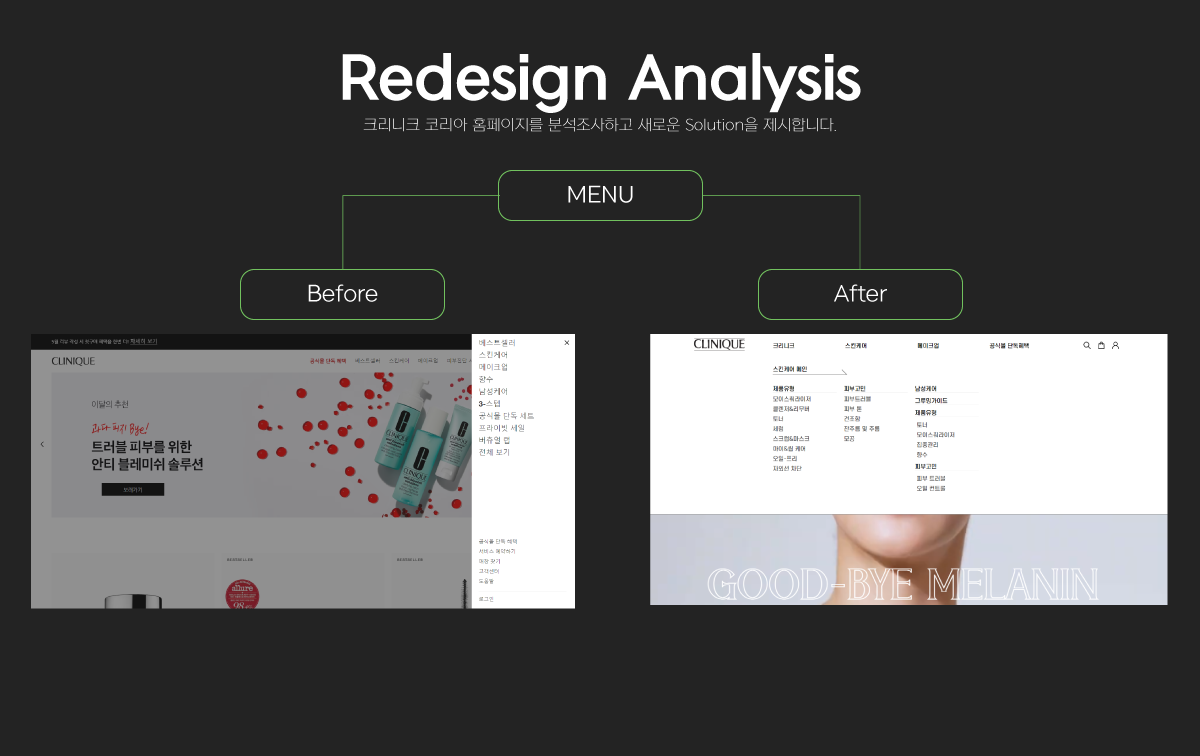 Redesign Analysis
크리니크 코리아 홈페이지를 분석조사하고 새로운 Solution을 제시합니다.
MENU
Before
After
자세히 보기
CLINIQUE
공식몰 단독 혜택 베스트셀러 스킨케어 메이크업
이달의 추천
과다 피지 Bye!
트러블 피부를 위한
안티 블레미쉬 솔루션
보러가기
CLINIQUE
CLINIQUE
BESTSELLER
BESTSELLER
allure
98
베스트셀러
스킨케어
메이크업
향수
남성케어
3-스텝
공식몰 단독 세트
프라이빗 세일
버츄얼 랩
전체 보기
공식몰 단독 혜택
서비스 예약하기
매장 찾기
고객센터
도움말
로그인
CLINIQUE
크리니크
스킨케어
메이크업
공식몰 단독혜택
스킨케어 메인
제품유형
모이스춰라이저
클렌저&리무버
토너
세럼
스크럽&마스크
아이&립 케어
오일-프리
자외선 차단
피부고민
피부트러블
피부 톤
건조함
잔주름 및 주름
모공
남성케어
그루밍가이드
제품유형
토너
모이스춰라이저
집중관리
향수
피부고민
피부 트러블
오일 컨트롤
GOOD-BYE MELANIN